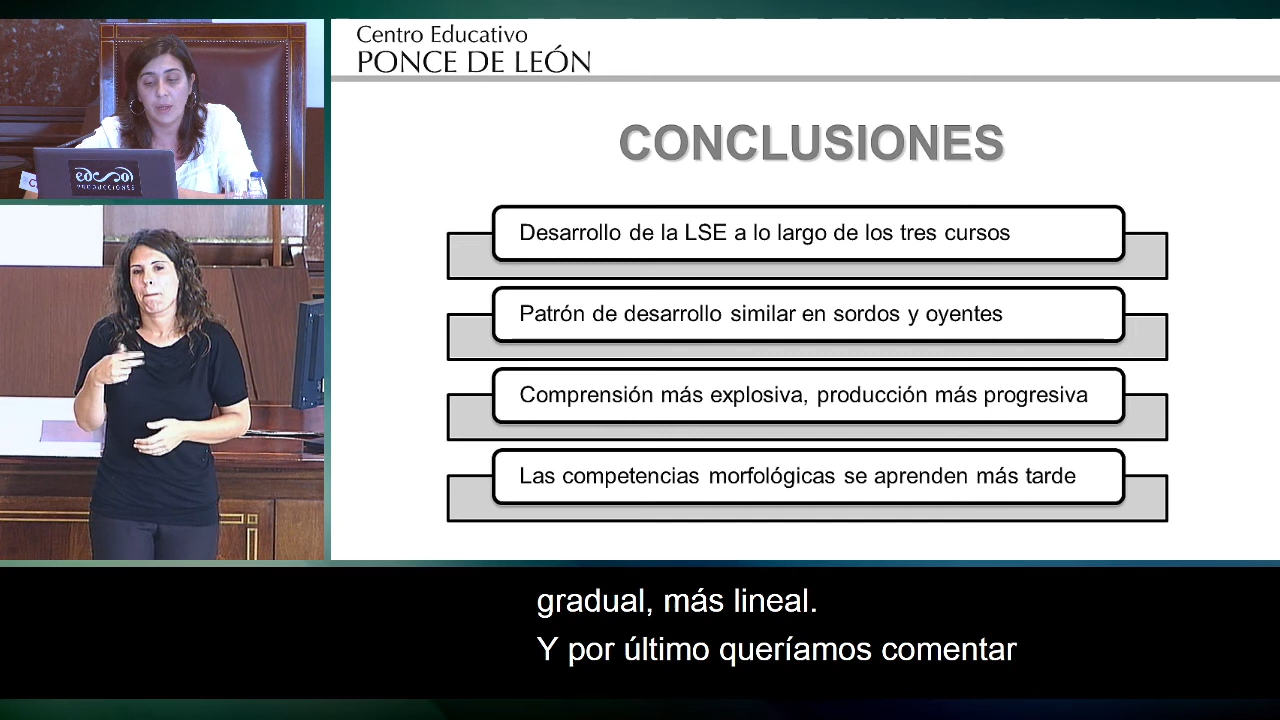 Centro Educativo
PONCE DE LEÓN
CONCLUSIONES
Desarrollo de la LSE a lo largo de los tres cursos
Patrón de desarrollo similar en sordos y oyentes
Comprensión más explosiva, producción más progresiva
Las competencias morfológicas se aprenden más tarde
PRODUCCIONES
gradual, más lineal.
Y por último queríamos comentar